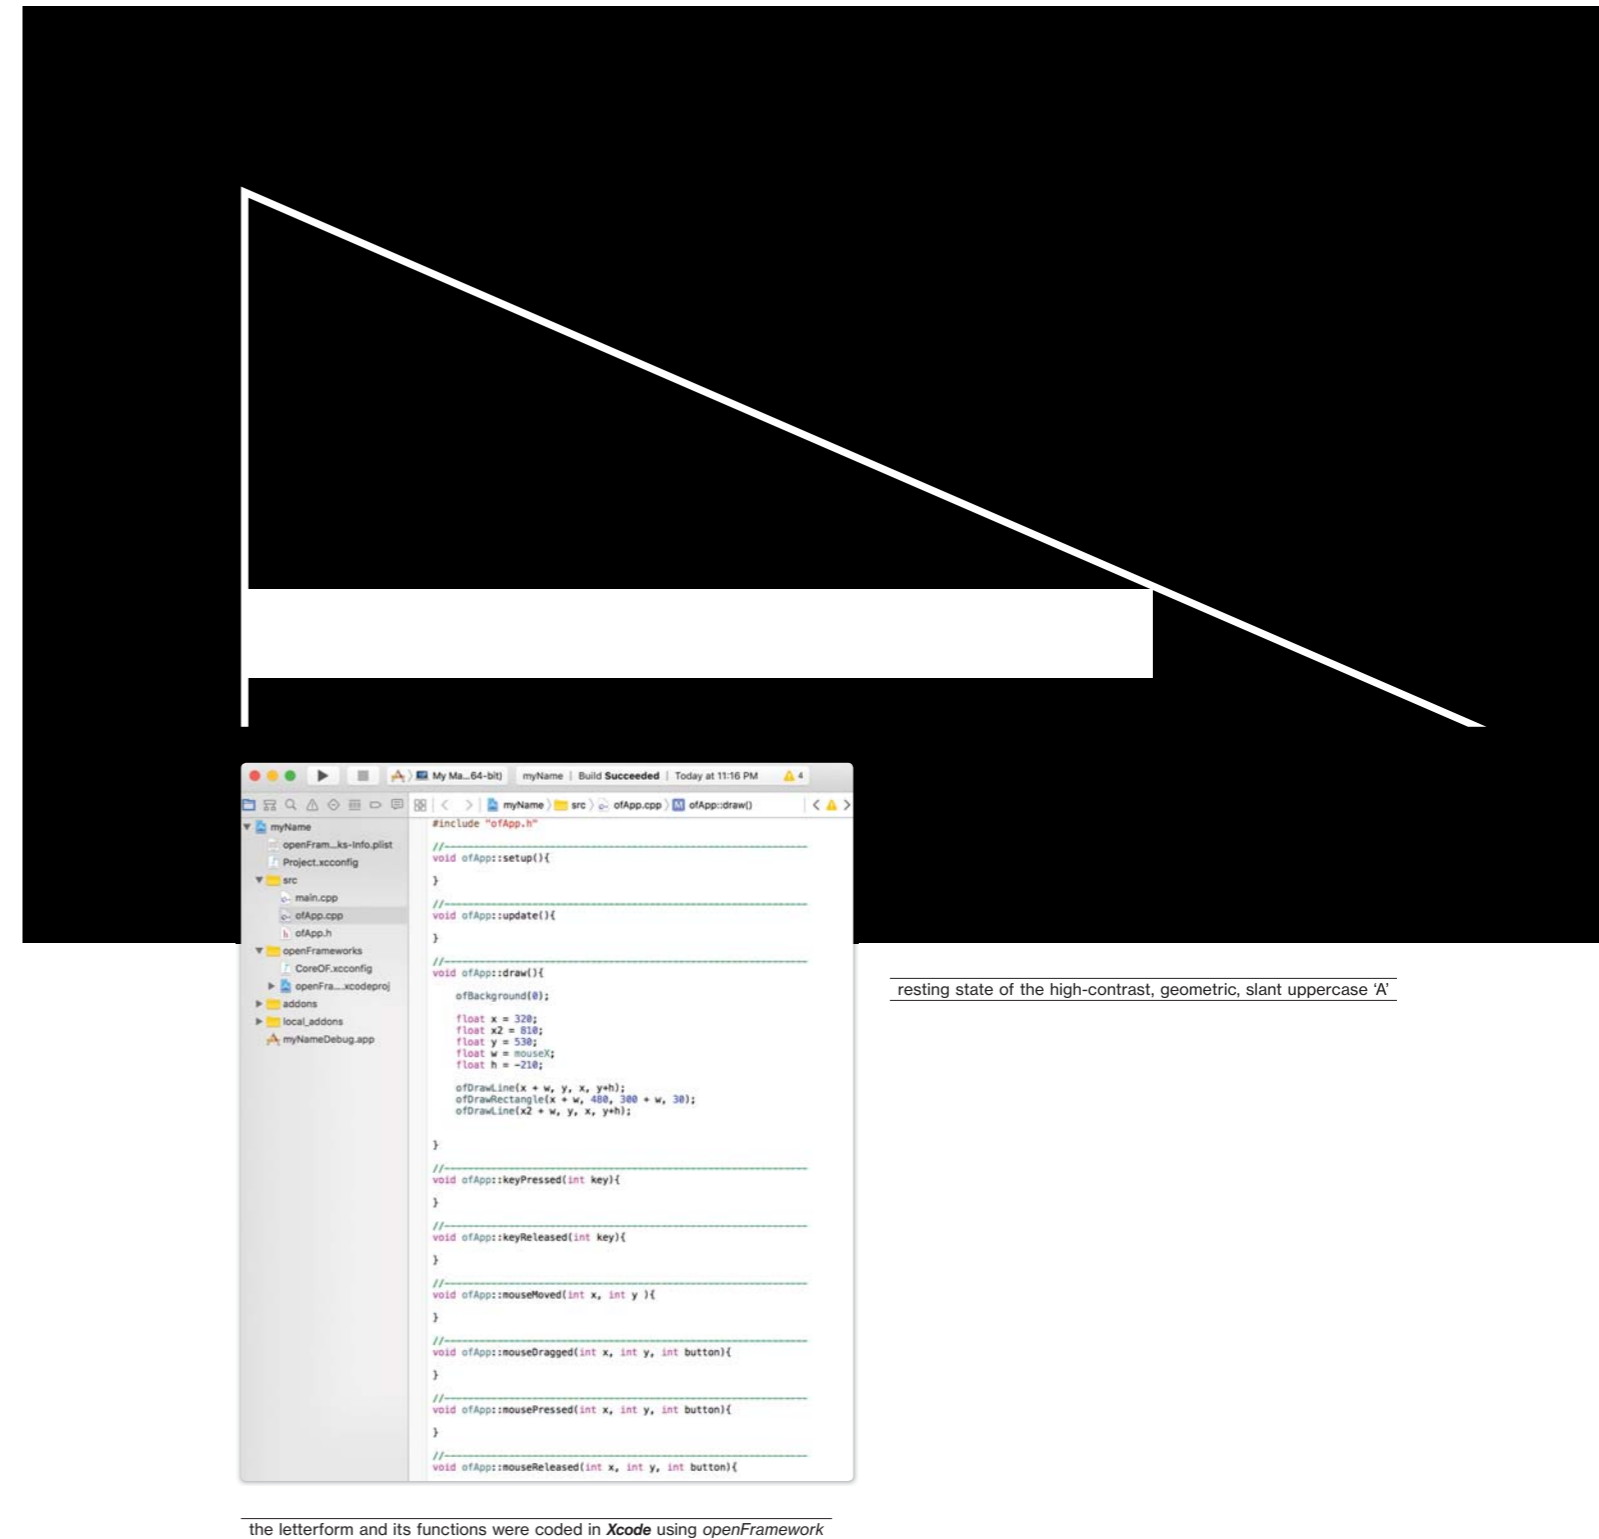 My Ma...64-bit) myName | Build Succeeded | Today at 11:16 PM 4
myName src ofApp.cpp M ofApp::draw()
myName
openFram...ks-Info.plist
Project.xcconfig
src
main.cpp
ofApp.cpp
h ofApp.h
openFrameworks
CoreOF.xcconfig
openFra....xcodeproj
addons
local_addons
myNameDebug.app
#include "ofApp.h"
//--------------------------------------------------------------
void ofApp::setup(){
}
//--------------------------------------------------------------
void ofApp::update(){
}
//--------------------------------------------------------------
void ofApp::draw(){
ofBackground(0);
float x = 320;
float x2 = 810;
float y = 530;
float w = mouseX;
float h = -210;
ofDrawLine(x + w, y, x, y+h);
ofDrawRectangle(x + w, 480, 300 + w, 30);
ofDrawLine(x2 + w, y, x, y+h);
}
//--------------------------------------------------------------
void ofApp::keyPressed(int key){
}
//--------------------------------------------------------------
void ofApp::keyReleased(int key){
}
//--------------------------------------------------------------
void ofApp::mouseMoved(int x, int y ){
}
//--------------------------------------------------------------
void ofApp::mouseDragged(int x, int y, int button){
}
//--------------------------------------------------------------
void ofApp::mousePressed(int x, int y, int button){
}
//--------------------------------------------------------------
void ofApp::mouseReleased(int x, int y, int button){
resting state of the high-contrast, geometric, slant uppercase ‘A’
the letterform and its functions were coded in Xcode using openFramework